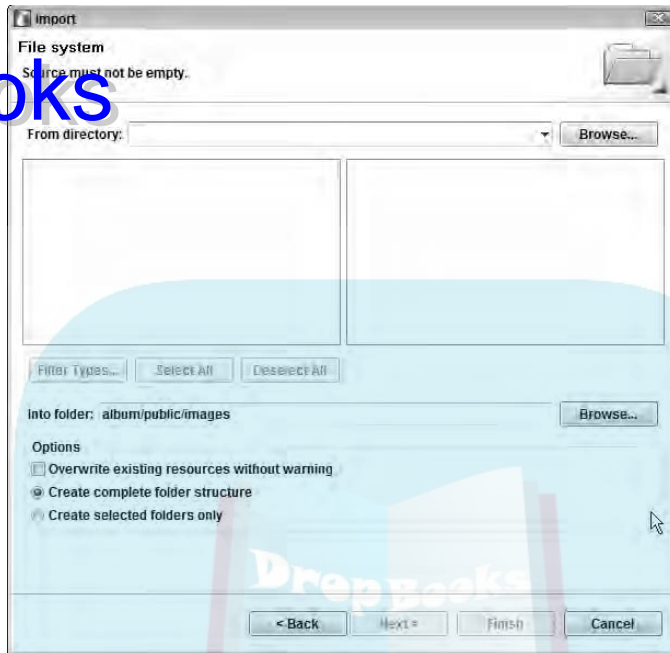 import
File system
Source must not be empty.
oks
From directory:
Browse...
Filter Types...
Select All
Deselect All
Into folder: album/public/images
Browse...
Options
Overwrite existing resources without warning
Create complete folder structure
Create selected folders only
DropBooks
< Back
Next >
Finish
Cancel